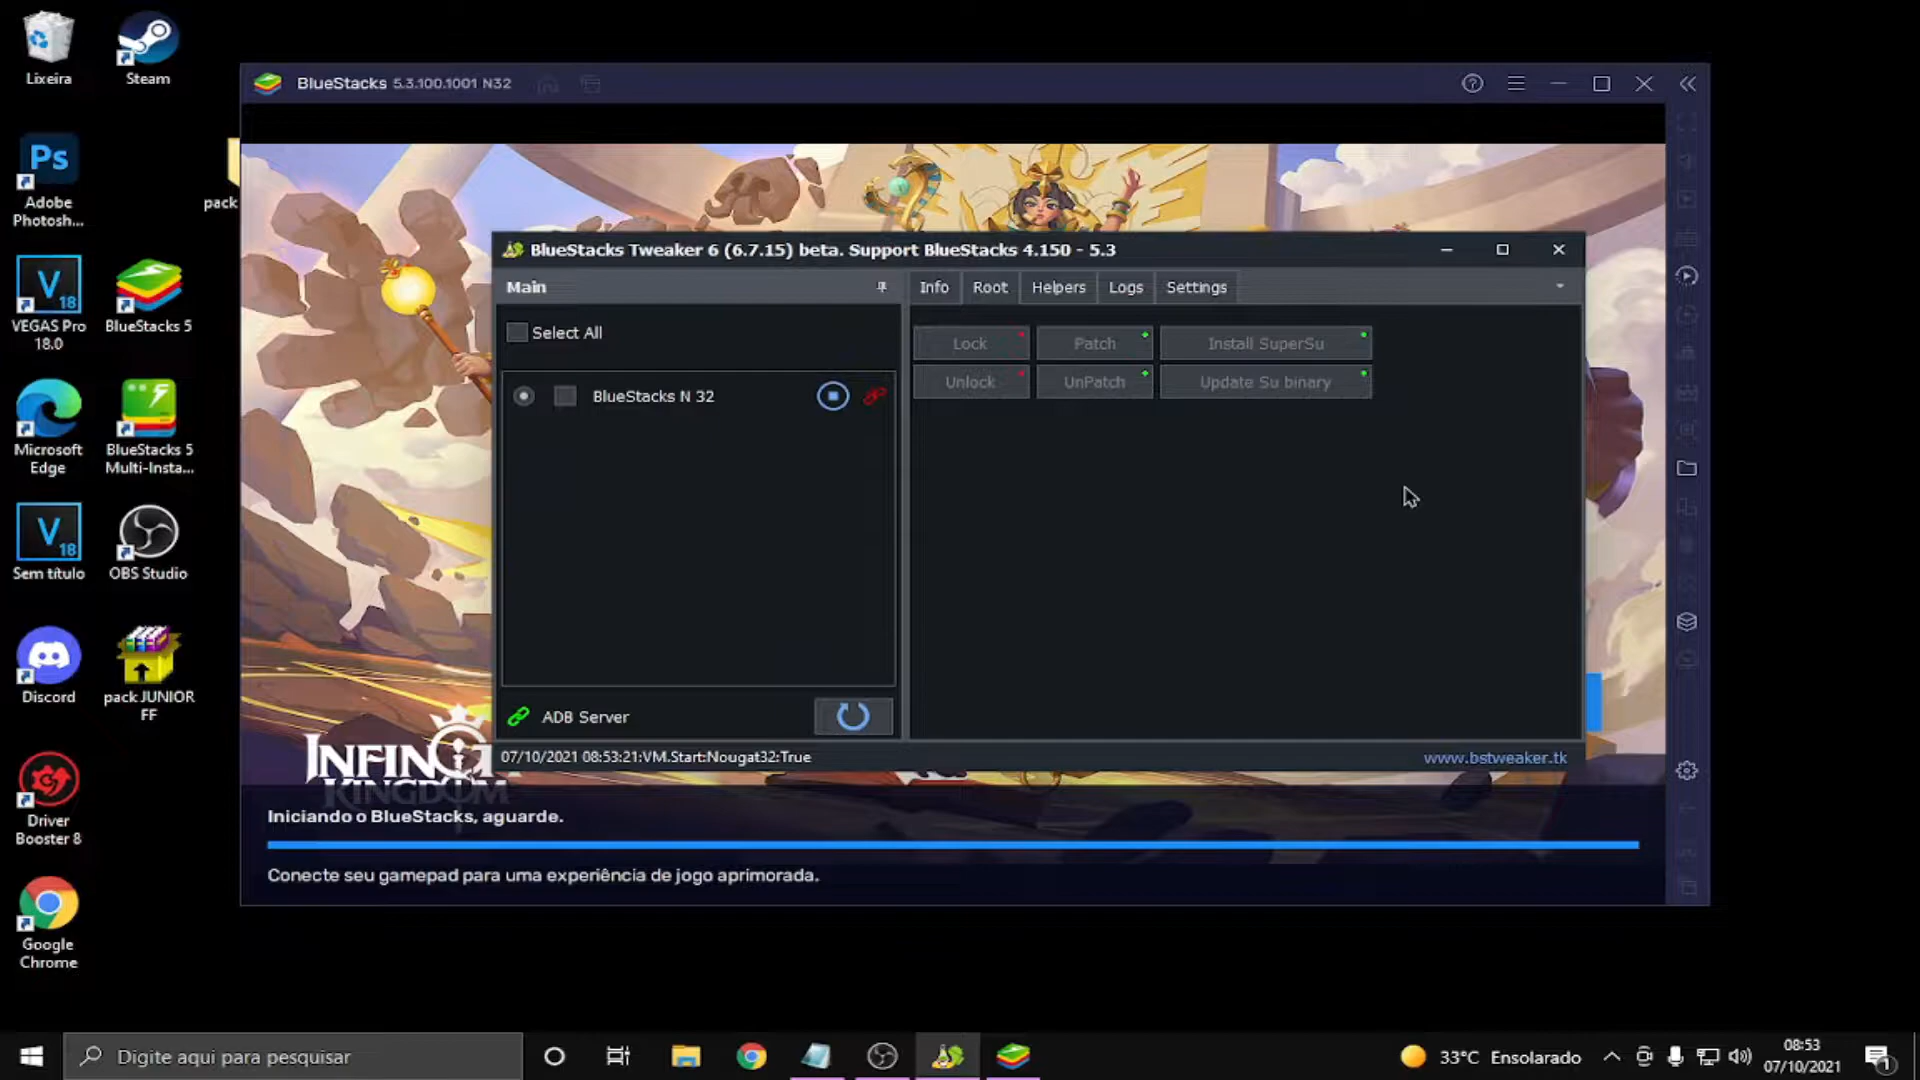 Lixeira
Steam
Adobe
Photosh...
pack
VEGAS Pro
18.0
BlueStacks 5
Microsoft
Edge
BlueStacks 5
Multi-Insta...
Sem título
OBS Studio
Discord
pack JUNIOR
FF
Driver
Booster 8
Google
Chrome
BlueStacks 5.3.100.1001 N32
BlueStacks Tweaker 6 (6.7.15) beta. Support BlueStacks 4.150 - 5.3
Main
Info
Root
Helpers
Logs
Settings
Select All
Lock
Patch
Install SuperSu
Unlock
UnPatch
Update Su binary
BlueStacks N 32
ADB Server
07/10/2021 08:53:21:VM.Start:Nougat32:True
www.bstweaker.tk
KINGDOM
Iniciando o BlueStacks, aguarde.
Conecte seu gamepad para uma experiência de jogo aprimorada.
Digite aqui para pesquisar
33°C Ensolarado
08:53
07/10/2021
1